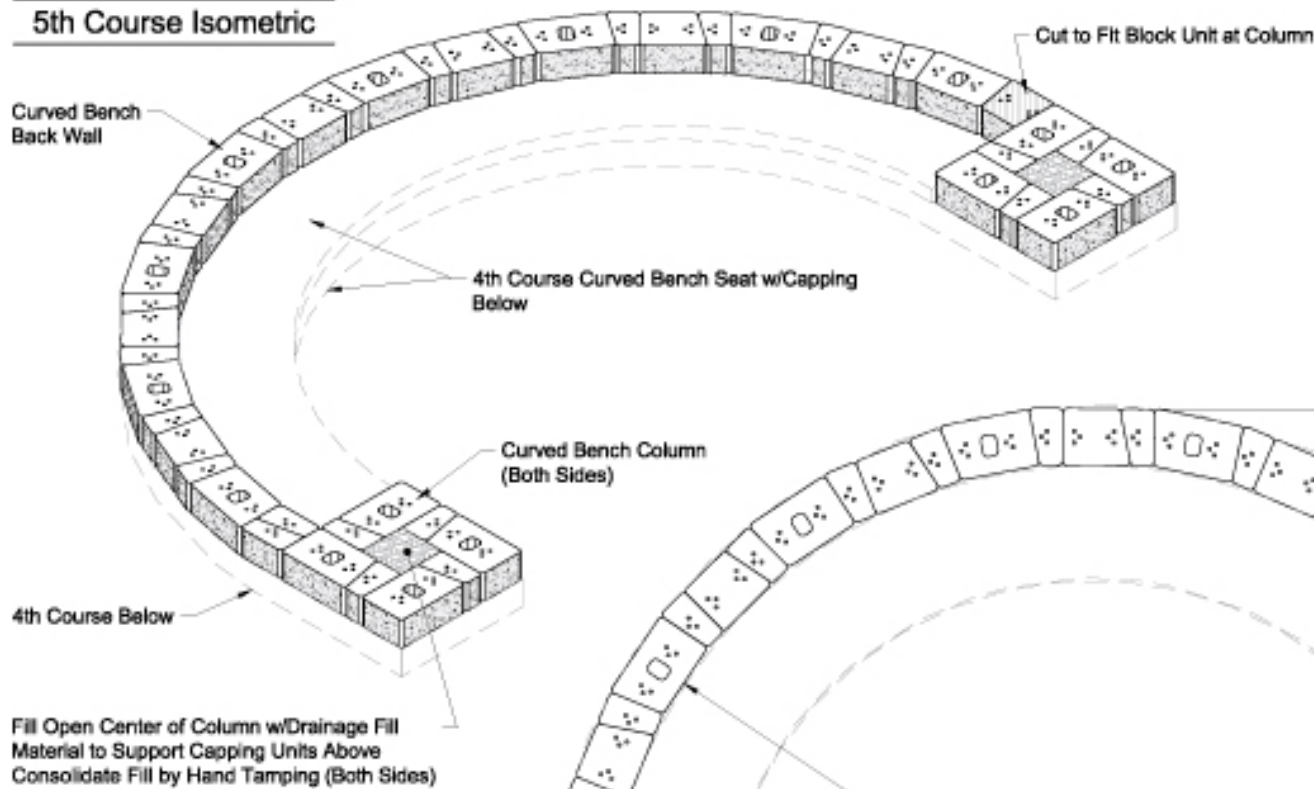 5th Course Isometric
Cut to Fit Block Unit at Column
Curved Bench
Back Wall
4th Course Curved Bench Seat w/Capping
Below
Curved Bench Column
(Both Sides)
4th Course Below
Fill Open Center of Column w/Drainage Fill
Material to Support Capping Units Above
Consolidate Fill by Hand Tamping (Both Sides)